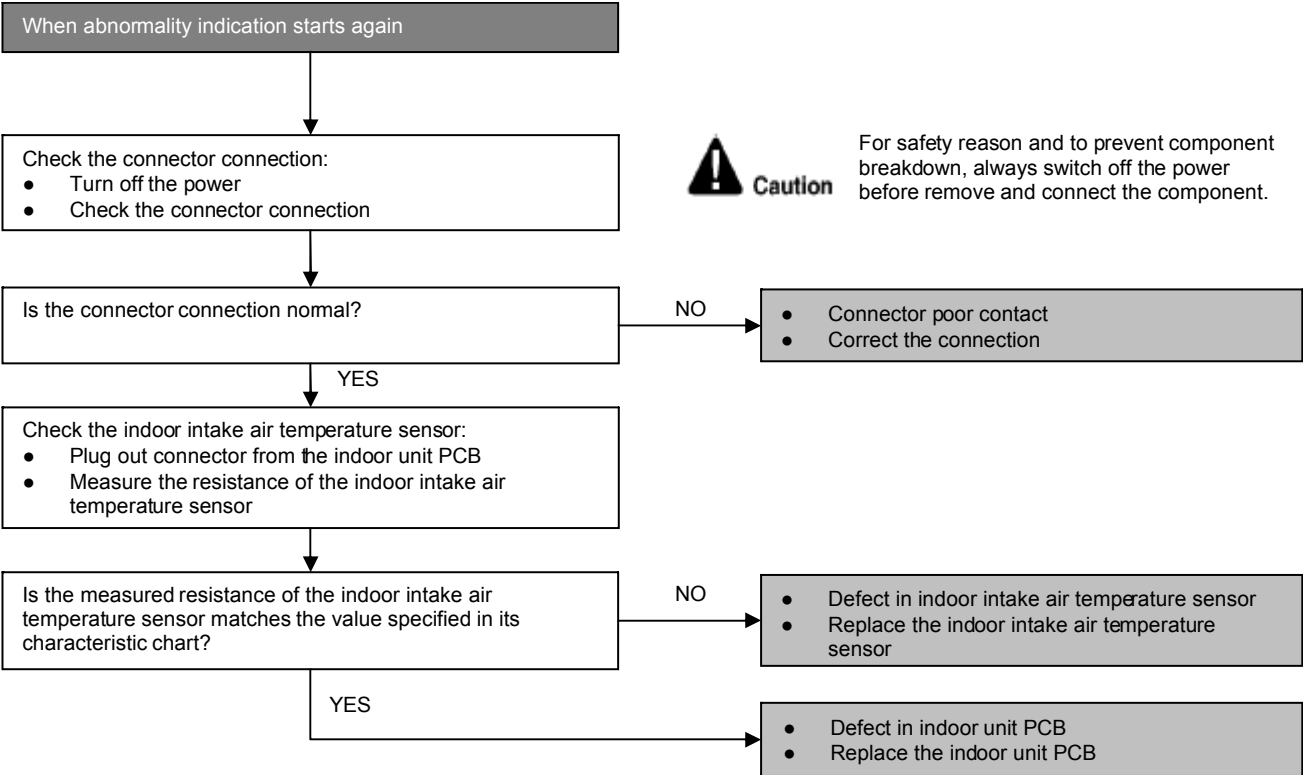 When abnormality indication starts again
Check the connector connection:
● Turn off the power
● Check the connector connection
Caution
For safety reason and to prevent component
breakdown, always switch off the power
before remove and connect the component.
Is the connector connection normal?
NO
● Connector poor contact
● Correct the connection
YES
Check the indoor intake air temperature sensor:
● Plug out connector from the indoor unit PCB
● Measure the resistance of the indoor intake air
temperature sensor
Is the measured resistance of the indoor intake air
temperature sensor matches the value specified in its
characteristic chart?
NO
● Defect in indoor intake air temperature sensor
● Replace the indoor intake air temperature
sensor
YES
● Defect in indoor unit PCB
● Replace the indoor unit PCB